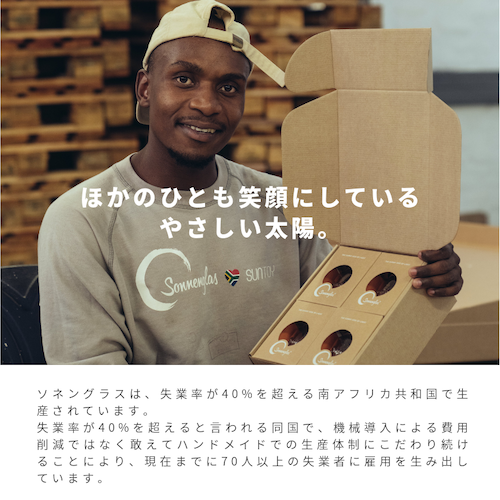 ほかのひとも笑顔にしている
やさしい太陽。
Sonnenglas SUNTOY
ソネングラスは、失業率が40%を超える南アフリカ共和国で生
産されています。
失業率が40%を超えると言われる同国で、機械導入による費用
削減ではなく敢えてハンドメイドでの生産体制にこだわり続け
ることにより、現在までに70人以上の失業者に雇用を生み出し
ています。